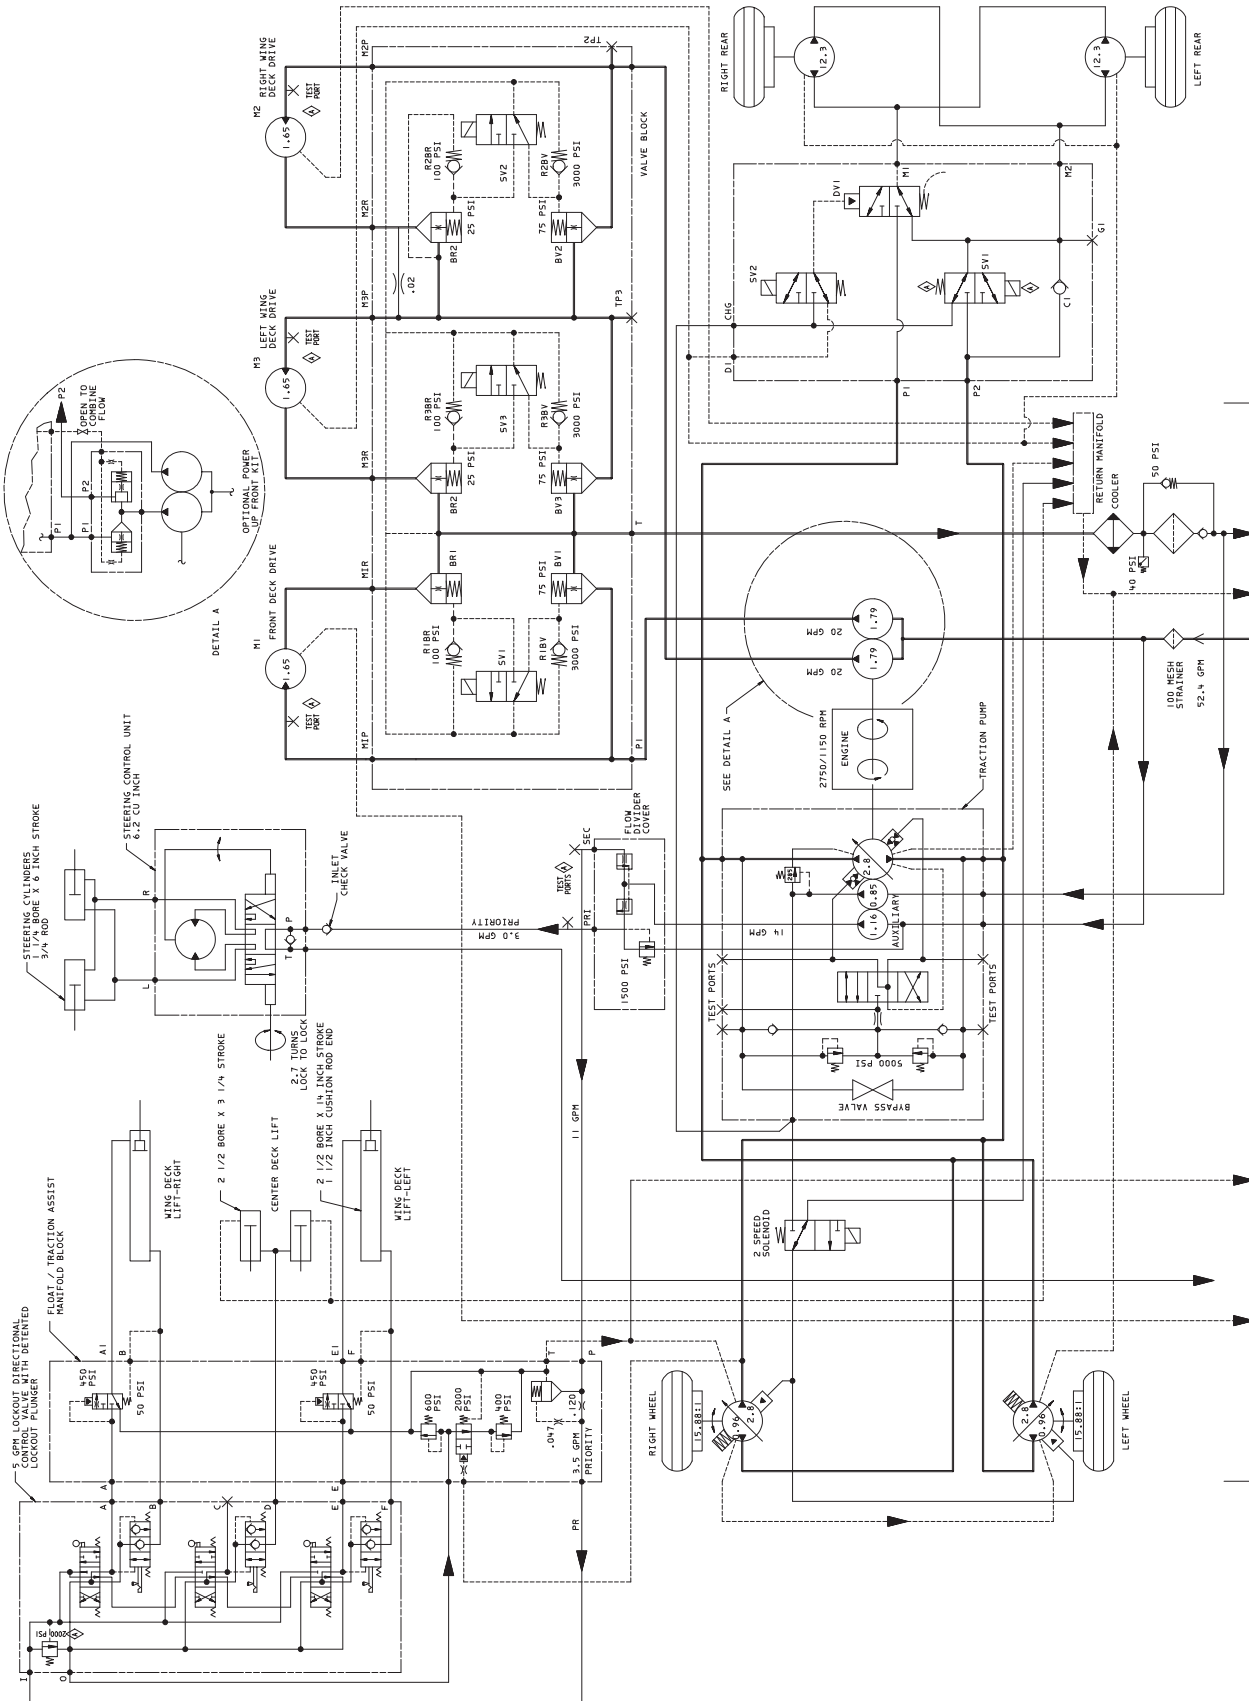 M2 RIGHT WING
DECK DRIVE
M2P
TP2
TEST
PORT
A
1.65
M2R
R2BR
100 PSI
SV2
R2BV
3000 PSI
25 PSI
BR2
75 PSI
BV2
VALVE BLOCK
.02
M3 LEFT WING
DECK DRIVE
M3P
TP3
TEST
PORT
A
1.65
M3R
R3BR
100 PSI
SV3
R3BV
3000 PSI
25 PSI
BR2
75 PSI
BV3
T
M1 FRONT DECK DRIVE
M1R
BR1
75 PSI
BV1
1.65
R1BR
100 PSI
SV1
R1BV
3000 PSI
TEST
PORT
A
M1P
P1
P2
OPEN TO
COMBINE
FLOW
P2
P1
P1
OPTIONAL POWER
UP FRONT KIT
DETAIL A
RIGHT REAR
12.3
12.3
LEFT REAR
M1
DV1
M2
G1
SV2
SV1
A
A
C1
CHG
D1
P1
P2
RETURN MANIFOLD
COOLER
50 PSI
40 PSI
100 MESH
STRAINER
52.4 GPM
20 GPM
1.79
20 GPM
1.79
SEE DETAIL A
2750/1150 RPM
ENGINE
TRACTION PUMP
285
2.8
0.85
1.16
AUXILIARY
14 GPM
TEST PORTS
TEST PORTS
5000 PSI
BYPASS VALVE
STEERING CYLINDERS
1 1/4 BORE X 6 INCH STROKE
3/4 ROD
STEERING CONTROL UNIT
6.2 CU INCH
R
L
P
T
INLET
CHECK VALVE
3.0 GPM
PRIORITY
2.7 TURNS
LOCK TO LOCK
TEST
PORTS
A
SEC
PRI
FLOW
DIVIDER
COVER
1500 PSI
11 GPM
2 1/2 BORE X 3 1/4 STROKE
CENTER DECK LIFT
2 1/2 BORE X 14 INCH STROKE
1 1/2 INCH CUSHION ROD END
WING DECK
LIFT-RIGHT
WING DECK
LIFT-LEFT
FLOAT / TRACTION ASSIST
MANIFOLD BLOCK
5 GPM LOCKOUT DIRECTIONAL
CONTROL VALVE WITH DETENTED
LOCKOUT PLUNGER
A1
B
450
PSI
50 PSI
E1
F
450
PSI
50 PSI
T
P
600
PSI
2000
PSI
400
PSI
.047
.120
3.5 GPM
PRIORITY
PR
A
E
A
B
C
D
E
F
2000 PSI
A
I
O
2 SPEED
SOLENOID
RIGHT WHEEL
15.88:1
2.8
0.96
2.8
0.96
15.88:1
LEFT WHEEL